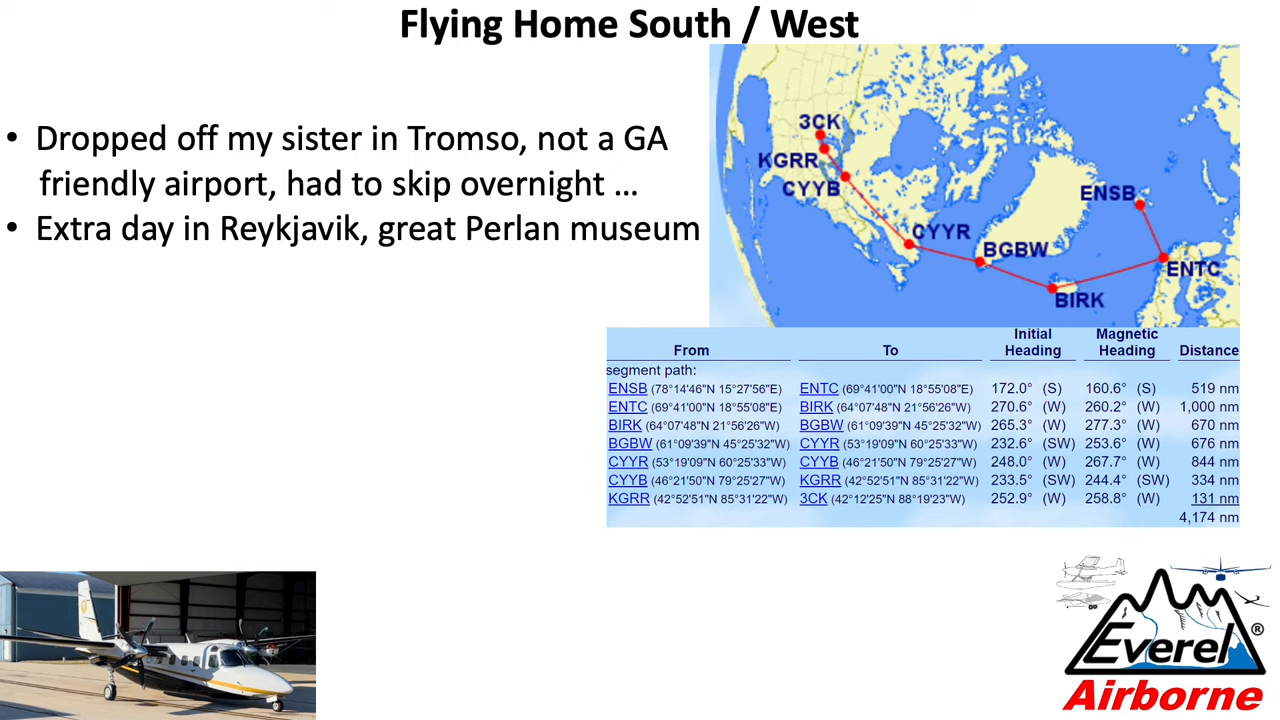 Flying Home South / West
• Dropped off my sister in Tromso, not a GA
friendly airport, had to skip overnight …
• Extra day in Reykjavik, great Perlan museum
3CK
KGRR
CYYB
CYYR
BGBW
ENSB
ENTC
BIRK
From To Initial Heading Magnetic Heading Distance
segment path:
ENSB (78°14'46"N 15°27'56"E) ENTC (69°41'00"N 18°55'08"E) 172.0° (S) 160.6° (S) 519 nm
ENTC (69°41'00"N 18°55'08"E) BIRK (64°07'48"N 21°56'26"W) 270.6° (W) 260.2° (W) 1,000 nm
BIRK (64°07'48"N 21°56'26"W) BGBW (61°09'39"N 45°25'32"W) 265.3° (W) 277.3° (W) 670 nm
BGBW (61°09'39"N 45°25'32"W) CYYR (53°19'09"N 60°25'33"W) 232.6° (SW) 253.6° (W) 676 nm
CYYR (53°19'09"N 60°25'33"W) CYYB (46°21'50"N 79°25'27"W) 248.0° (W) 267.7° (W) 844 nm
CYYB (46°21'50"N 79°25'27"W) KGRR (42°52'51"N 85°31'22"W) 233.5° (SW) 244.4° (SW) 334 nm
KGRR (42°52'51"N 85°31'22"W) 3CK (42°12'25"N 88°19'23"W) 252.9° (W) 258.8° (W) 131 nm
4,174 nm
Everel ®
Airborne